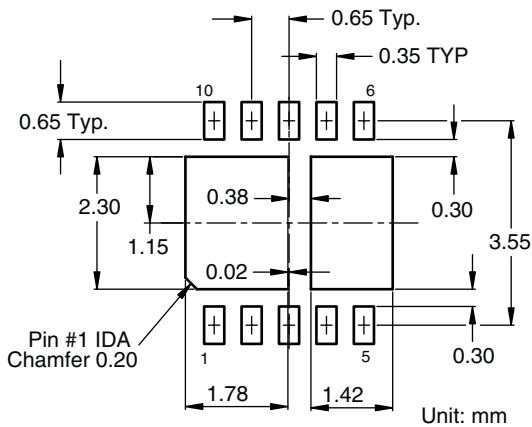 0.65 Typ.
0.35 TYP
10
6
0.65 Typ.
2.30
0.38
0.30
1.15
3.55
0.02
Pin #1 IDA
Chamfer 0.20
1
5
0.30
1.78
1.42
Unit: mm